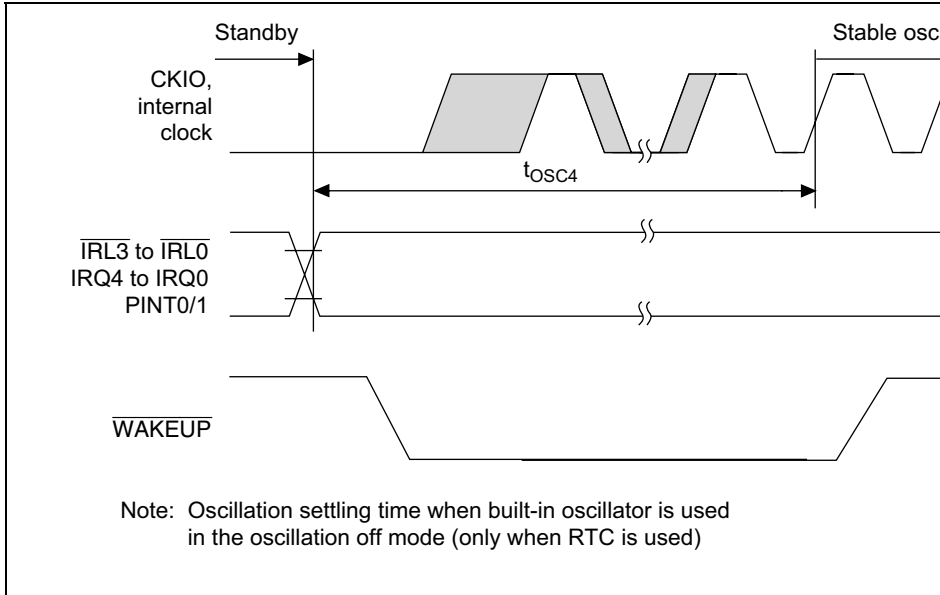 Standby
Stable osc
CKIO,
internal
clock
tOSC4
IRL3 to IRL0
IRQ4 to IRQ0
PINT0/1
WAKEUP
Note: Oscillation settling time when built-in oscillator is used
in the oscillation off mode (only when RTC is used)